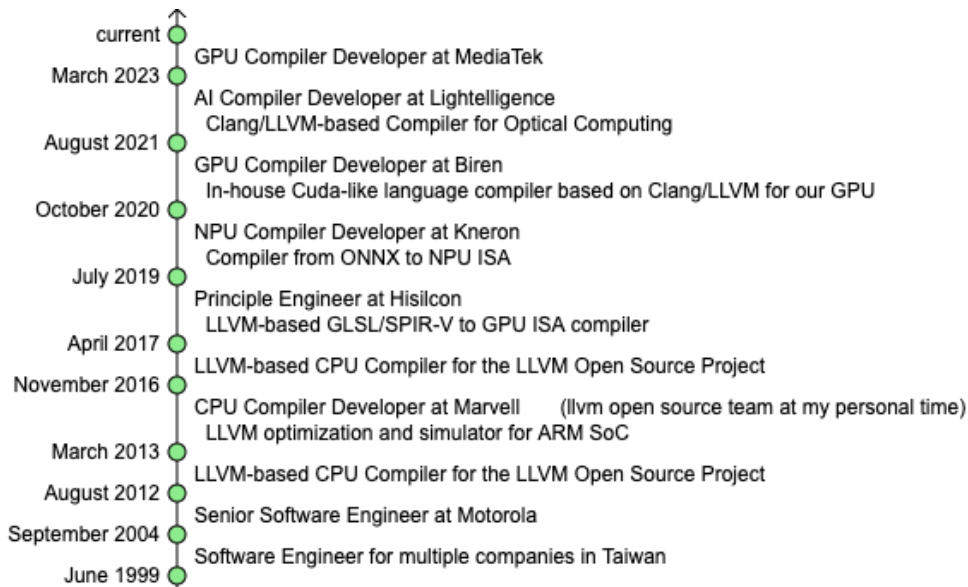 current
GPU Compiler Developer at MediaTek
March 2023
AI Compiler Developer at Lightelligence
Clang/LLVM-based Compiler for Optical Computing
August 2021
GPU Compiler Developer at Biren
In-house Cuda-like language compiler based on Clang/LLVM for our GPU
October 2020
NPU Compiler Developer at Kneron
Compiler from ONNX to NPU ISA
July 2019
Principle Engineer at Hisilcon
LLVM-based GLSL/SPIR-V to GPU ISA compiler
April 2017
LLVM-based CPU Compiler for the LLVM Open Source Project
November 2016
CPU Compiler Developer at Marvell (llvm open source team at my personal time)
LLVM optimization and simulator for ARM SoC
March 2013
LLVM-based CPU Compiler for the LLVM Open Source Project
August 2012
Senior Software Engineer at Motorola
September 2004
Software Engineer for multiple companies in Taiwan
June 1999